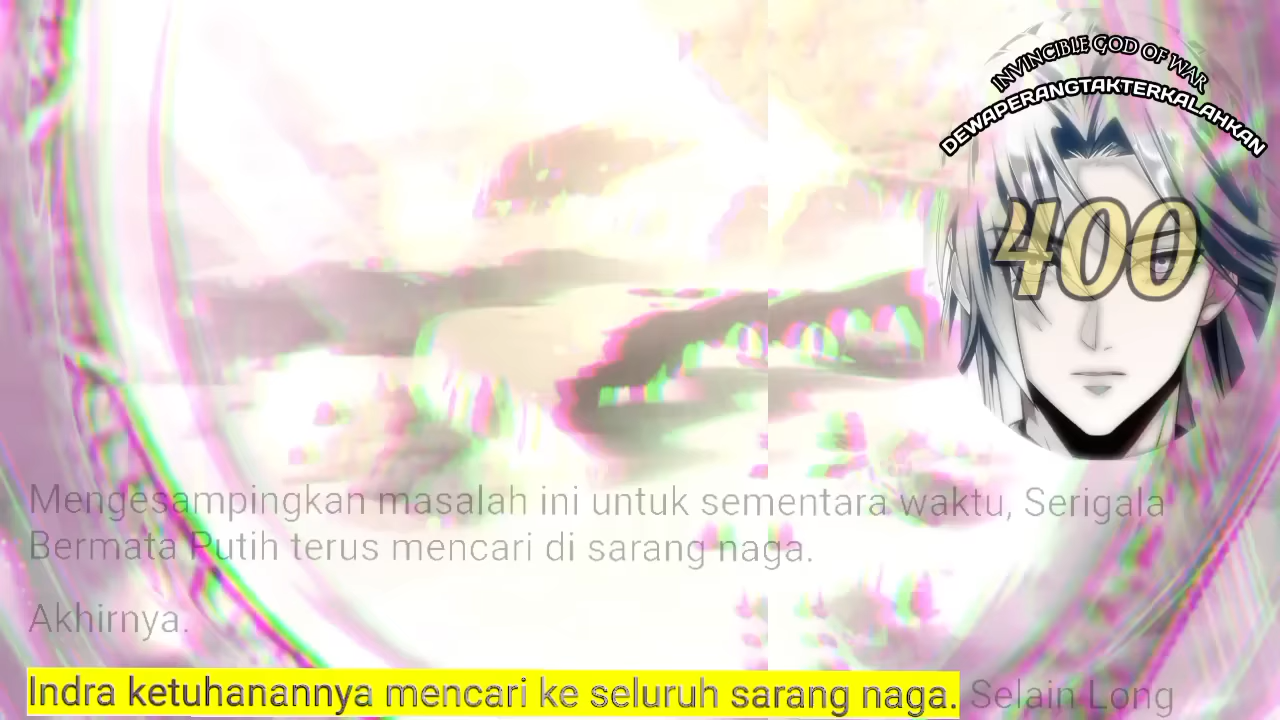 INVINCIBLE GOD OF WAR
DEWAPERANGTAKTERKALAHKAN
400
Mengesampingkan masalah ini untuk sementara waktu, Serigala
Bermata Putih terus mencari di sarang naga.
Akhirnya.
Indra ketuhanannya mencari ke seluruh sarang naga. Selain Long